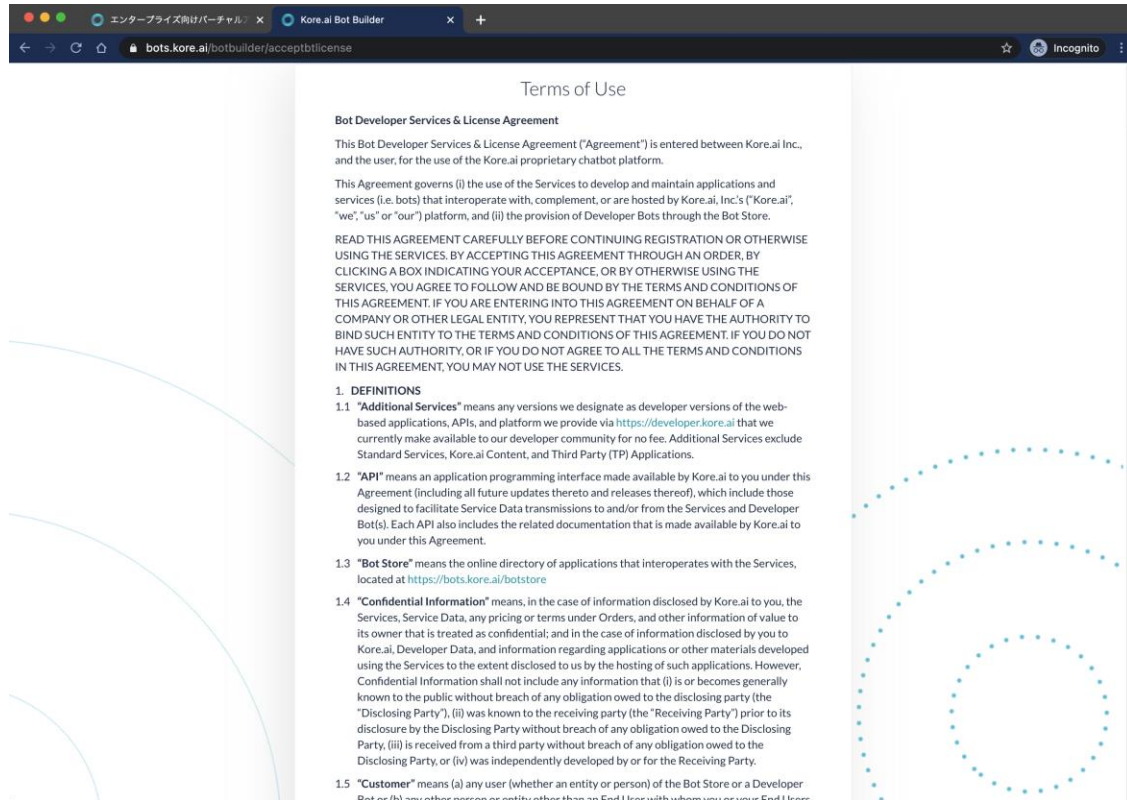 エンタープライズ向けバーチャルア
Kore.ai Bot Builder
bots.kore.ai/botbuilder/acceptbtlicense
Incognito
Terms of Use
Bot Developer Services & License Agreement
This Bot Developer Services & License Agreement (“Agreement”) is entered between Kore.ai Inc.,
and the user, for the use of the Kore.ai proprietary chatbot platform.
This Agreement governs (i) the use of the Services to develop and maintain applications and
services (i.e. bots) that interoperate with, complement, or are hosted by Kore.ai, Inc.’s (“Kore.ai”,
“we”, “us” or “our”) platform, and (ii) the provision of Developer Bots through the Bot Store.
READ THIS AGREEMENT CAREFULLY BEFORE CONTINUING REGISTRATION OR OTHERWISE
USING THE SERVICES. BY ACCEPTING THIS AGREEMENT THROUGH AN ORDER, BY
CLICKING A BOX INDICATING YOUR ACCEPTANCE, OR BY OTHERWISE USING THE
SERVICES, YOU AGREE TO FOLLOW AND BE BOUND BY THE TERMS AND CONDITIONS OF
THIS AGREEMENT. IF YOU ARE ENTERING INTO THIS AGREEMENT ON BEHALF OF A
COMPANY OR OTHER LEGAL ENTITY, YOU REPRESENT THAT YOU HAVE THE AUTHORITY TO
BIND SUCH ENTITY TO THE TERMS AND CONDITIONS OF THIS AGREEMENT. IF YOU DO NOT
HAVE SUCH AUTHORITY, OR IF YOU DO NOT AGREE TO ALL THE TERMS AND CONDITIONS
IN THIS AGREEMENT, YOU MAY NOT USE THE SERVICES.
1. DEFINITIONS
1.1 “Additional Services” means any versions we designate as developer versions of the web-
based applications, APIs, and platform we provide via https://developer.kore.ai that we
currently make available to our developer community for no fee. Additional Services exclude
Standard Services, Kore.ai Content, and Third Party (TP) Applications.
1.2 “API” means an application programming interface made available by Kore.ai to you under this
Agreement (including all future updates thereto and releases thereof), which include those
designed to facilitate Service Data transmissions to and/or from the Services and Developer
Bot(s). Each API also includes the related documentation that is made available by Kore.ai to
you under this Agreement.
1.3 “Bot Store” means the online directory of applications that interoperates with the Services,
located at https://bots.kore.ai/botstore
1.4 “Confidential Information” means, in the case of information disclosed by Kore.ai to you, the
Services, Service Data, any pricing or terms under Orders, and other information of value to
its owner that is treated as confidential; and in the case of information disclosed by you to
Kore.ai, Developer Data, and information regarding applications or other materials developed
using the Services to the extent disclosed to us by the hosting of such applications. However,
Confidential Information shall not include any information that (i) is or becomes generally
known to the public without breach of any obligation owed to the disclosing party (the
“Disclosing Party”), (ii) was known to the receiving party (the “Receiving Party”) prior to its
disclosure by the Disclosing Party without breach of any obligation owed to the Disclosing
Party, (iii) is received from a third party without breach of any obligation owed to the
Disclosing Party, or (iv) was independently developed by or for the Receiving Party.
1.5 “Customer” means (a) any user (whether an entity or person) of the Bot Store or a Developer
Bot or (b) any other person or entity other than an End User with whom you or your End Users